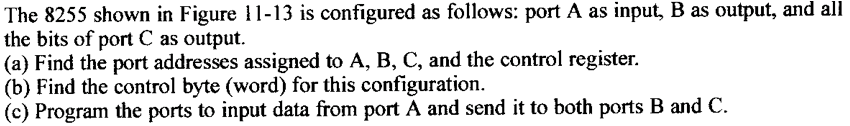 The 8255 shown in Figure 11-13 is configured as follows: port A as input, B as output, and all
the bits of port C as output.
(a) Find the port addresses assigned to A, B, C, and the control register.
(b) Find the control byte (word) for this configuration.
(c) Program the ports to input data from port A and send it to both ports B and C.